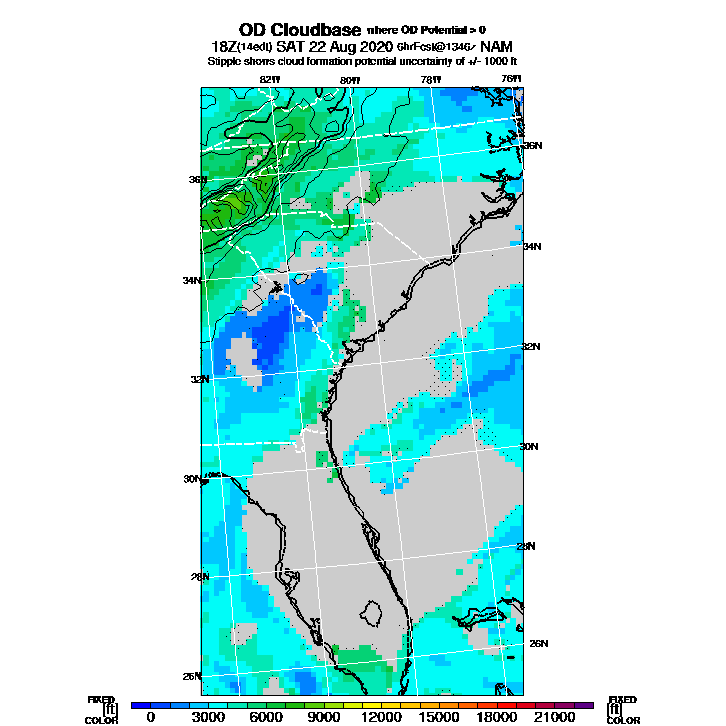 OD Cloudbase where OD Potential > 0
18Z(14edt) SAT 22 Aug 2020 6hrFcst@1346z NAM
Stipple shows cloud formation potential uncertainty of +/- 1000 ft
82W 80W 78W 76W
36N
36N
34N
34N
32N
32N
30N
30N
28N
28N
26N
26N
FIXED FIXED
[ft] [ft]
COLOR COLOR
0 3000 6000 9000 12000 15000 18000 21000